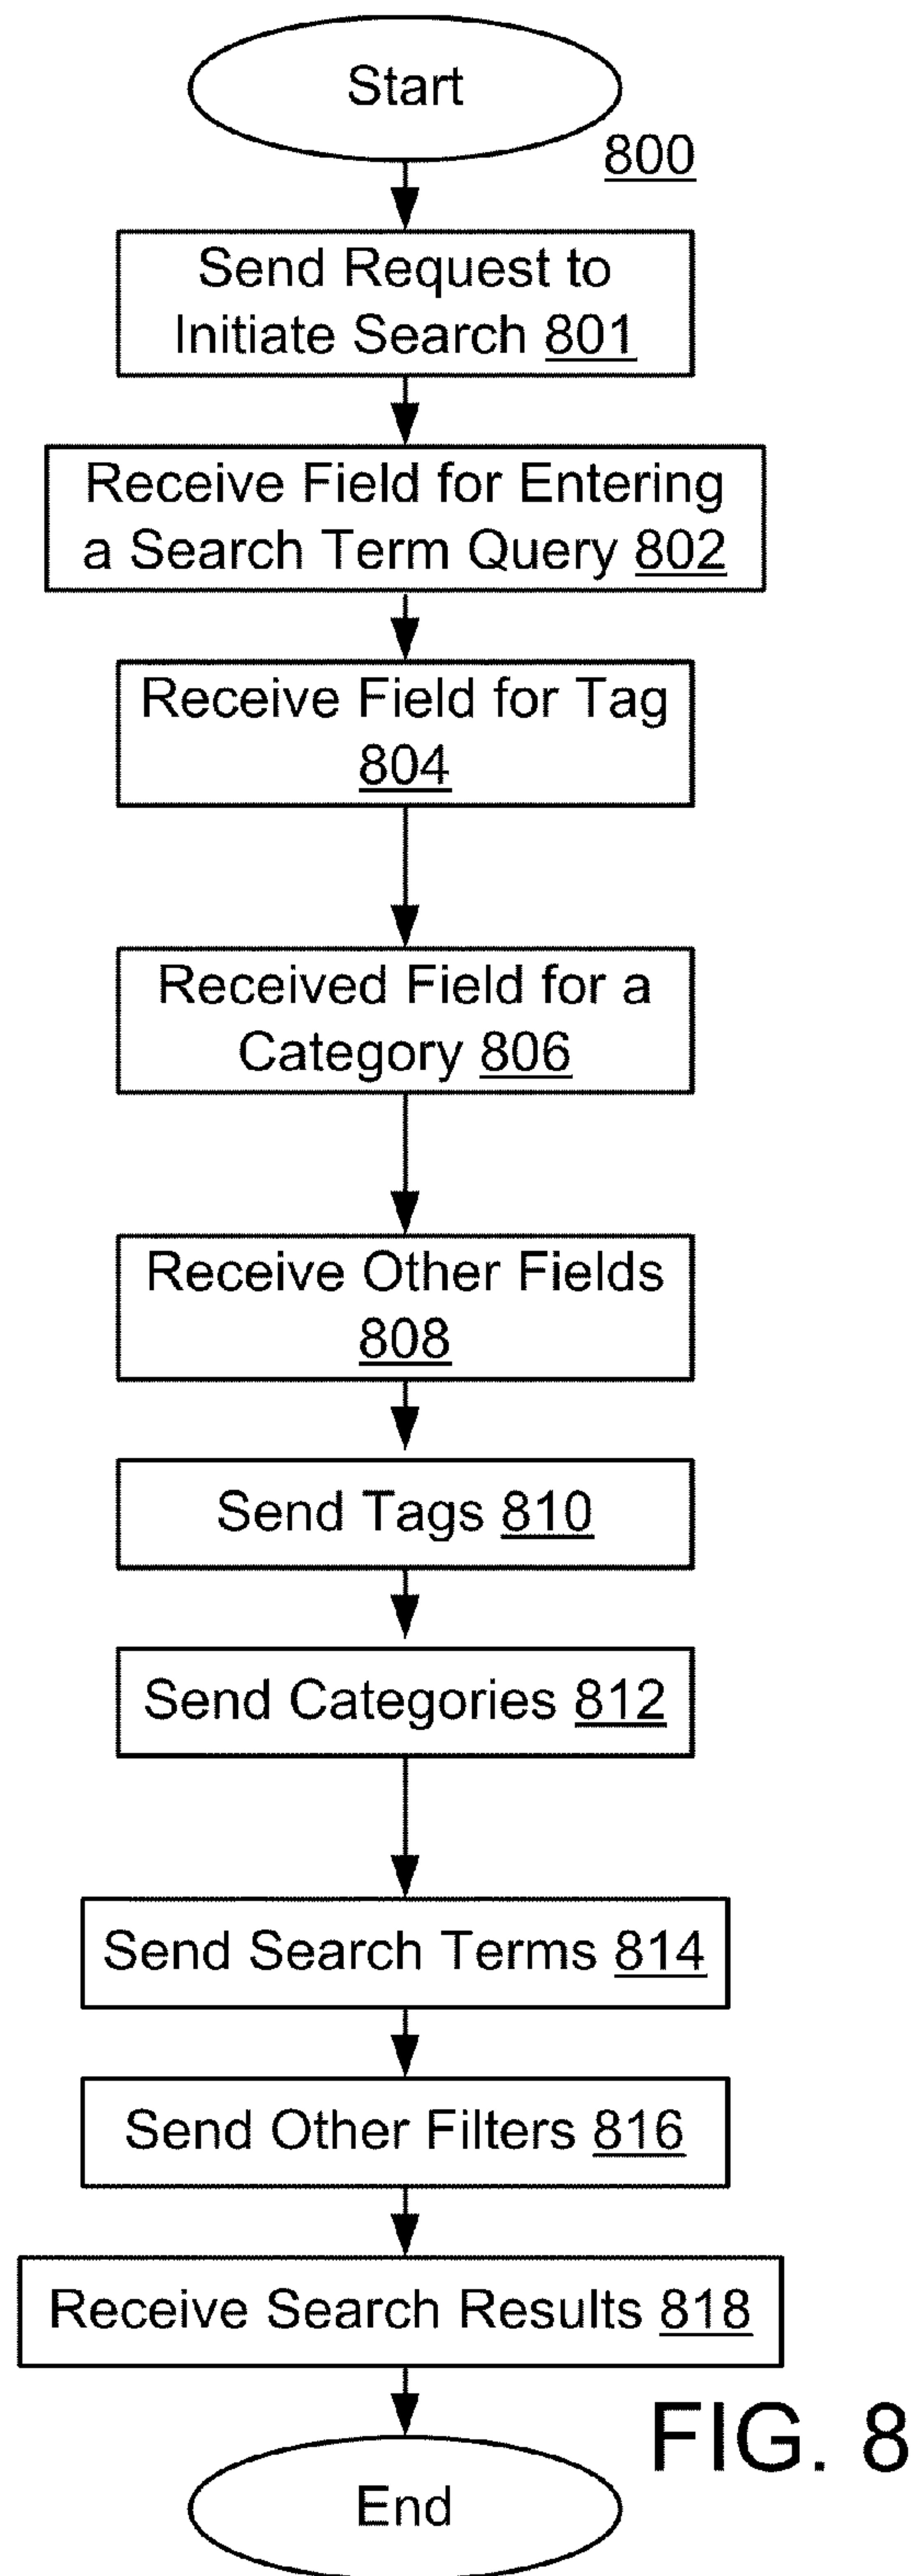 Start
800
Send Request to
Initiate Search 801
Receive Field for Entering
a Search Term Query 802
Receive Field for Tag
804
Received Field for a
Category 806
Receive Other Fields
808
Send Tags 810
Send Categories 812
Send Search Terms 814
Send Other Filters 816
Receive Search Results 818
FIG. 8
End